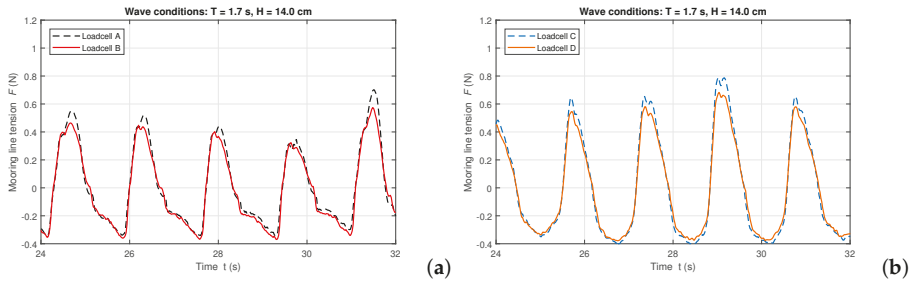 Wave conditions: T = 1.7 s, H = 14.0 cm
Loadcell A
Loadcell B
Mooring line tension F (N)
1.2
1
0.8
0.6
0.4
0.2
0
-0.2
-0.4
24
26
28
30
32
Time t (s)
(a)
Wave conditions: T = 1.7 s, H = 14.0 cm
Loadcell C
Loadcell D
Mooring line tension F (N)
1.2
1
0.8
0.6
0.4
0.2
0
-0.2
-0.4
24
26
28
30
32
Time t (s)
(b)